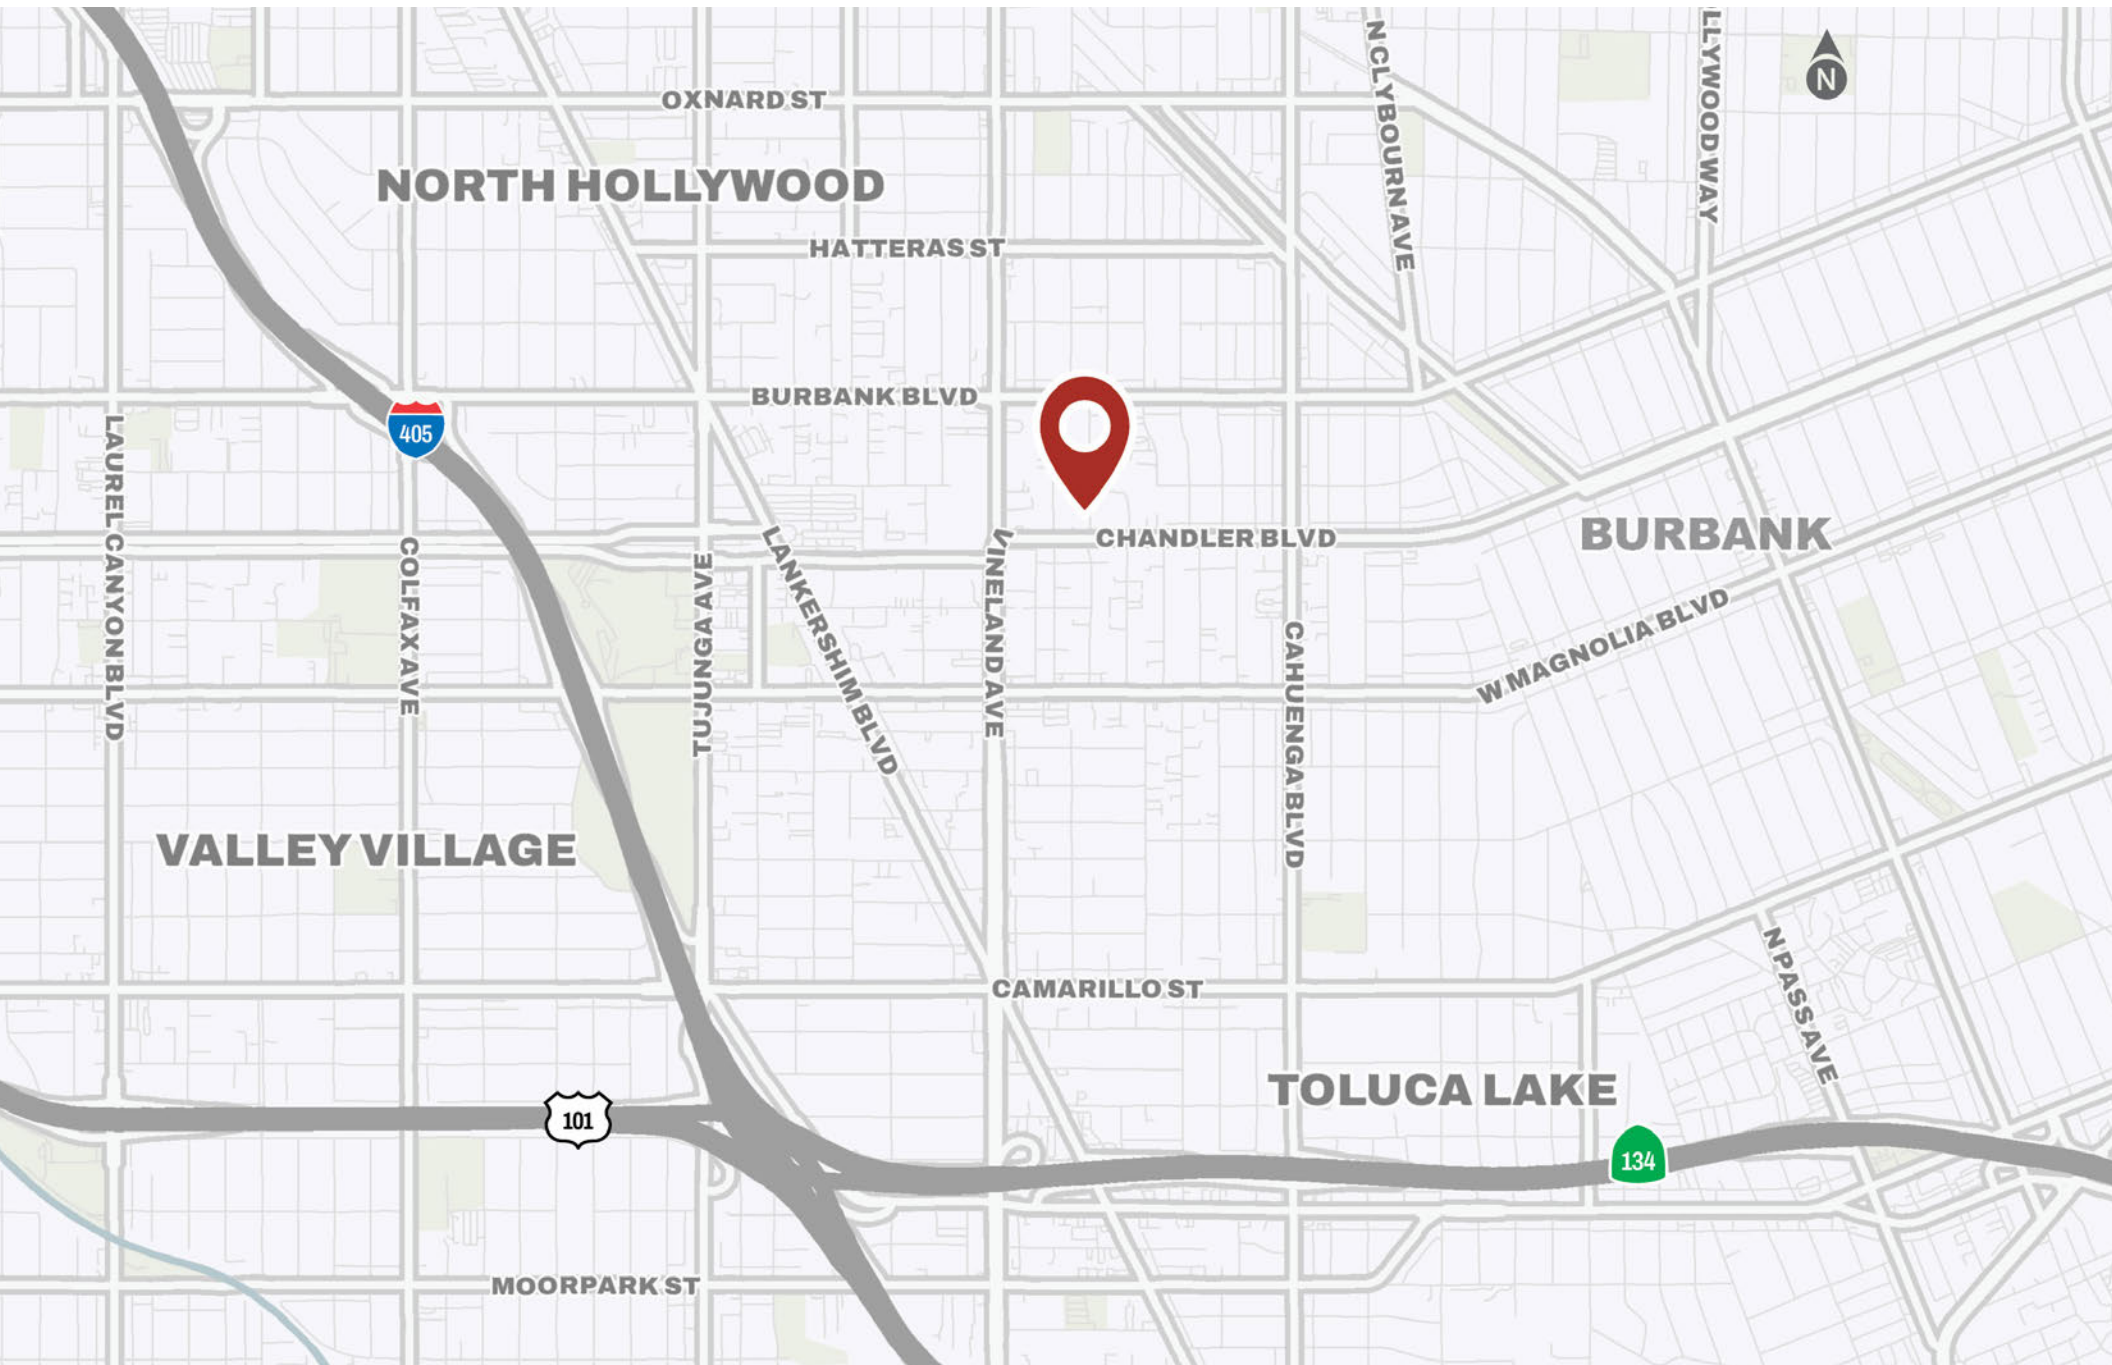 N CLYBOURN AVE
LLYWOOD WAY
N
OXNARD ST
NORTH HOLLYWOOD
HATTERAS ST
BURBANK BLVD
405
LAUREL CANYON BLVD
COLFAX AVE
TUJUNGA AVE
LANKERSHIM BLVD
VINELAND AVE
CHANDLER BLVD
BURBANK
CAHUENGA BLVD
W MAGNOLIA BLVD
VALLEY VILLAGE
N PASS AVE
CAMARILLO ST
TOLUCA LAKE
101
134
MOORPARK ST